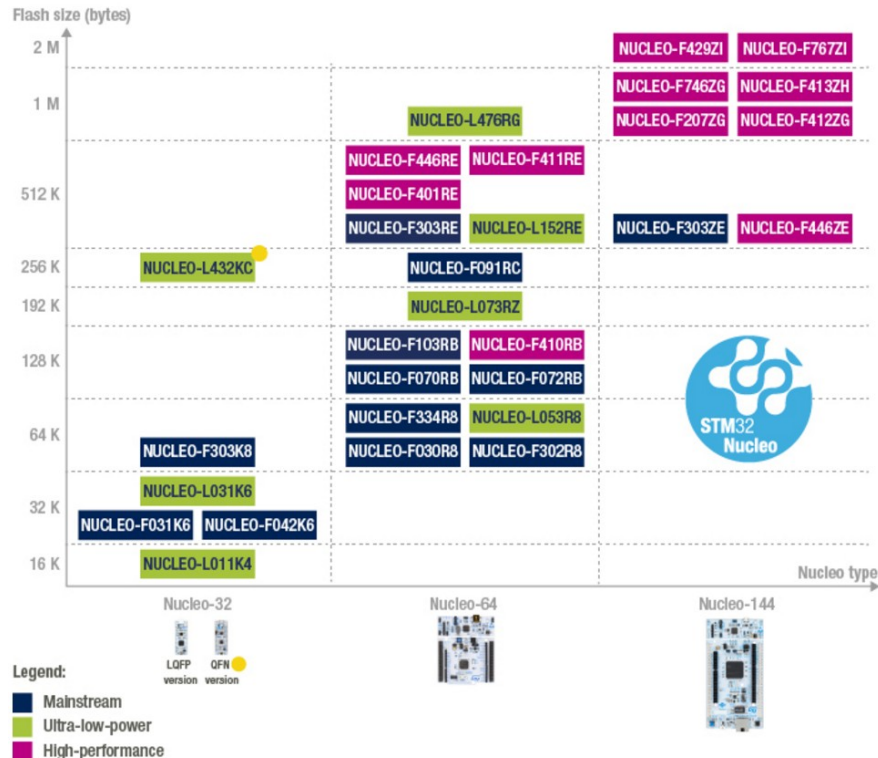 Flash size (bytes)
2 M
NUCLEO-F429ZI NUCLEO-F767ZI
1 M
NUCLEO-F746ZG NUCLEO-F413ZH
NUCLEO-L476RG NUCLEO-F207ZG NUCLEO-F412ZG
512 K
NUCLEO-F446RE NUCLEO-F411RE
NUCLEO-F401RE
NUCLEO-F303RE NUCLEO-L152RE NUCLEO-F303ZE NUCLEO-F446ZE
256 K
NUCLEO-L432KC NUCLEO-F091RC
192 K
NUCLEO-L073RZ
128 K
NUCLEO-F103RB NUCLEO-F410RB
NUCLEO-F070RB NUCLEO-F072RB
64 K
NUCLEO-F334R8 NUCLEO-L053R8
NUCLEO-F303K8 NUCLEO-F030R8 NUCLEO-F302R8
STM32
Nucleo
32 K
NUCLEO-L031K6
NUCLEO-F031K6 NUCLEO-F042K6
16 K
NUCLEO-L011K4
Nucleo type
Nucleo-32 Nucleo-64 Nucleo-144
LQFP QFN
version version
Legend:
Mainstream
Ultra-low-power
High-performance